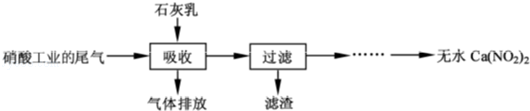 石灰乳
硝酸工业的尾气
吸收
过滤
……
无水 Ca(NO₂)₂
气体排放
滤渣